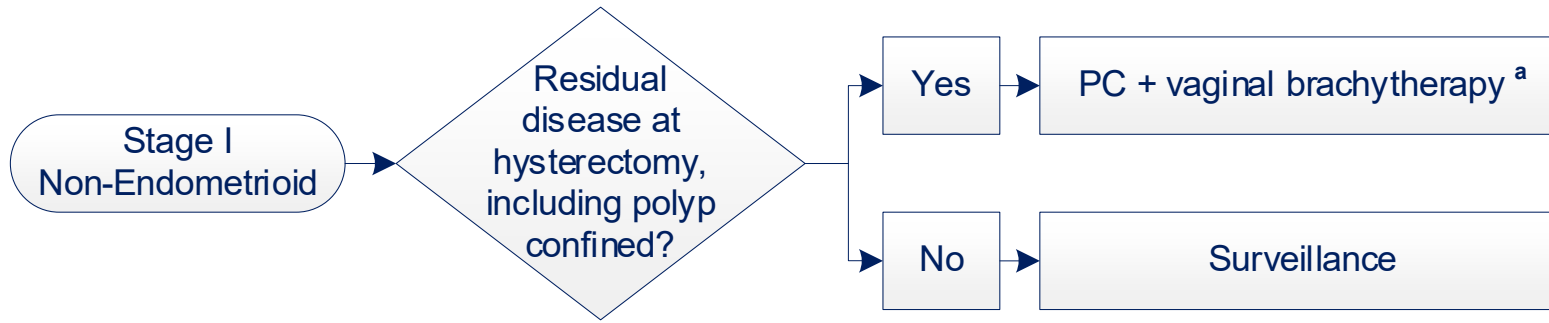 Stage I
Non-Endometrioid
Residual
disease at
hysterectomy,
including polyp
confined?
Yes
PC + vaginal brachytherapy a
No
Surveillance